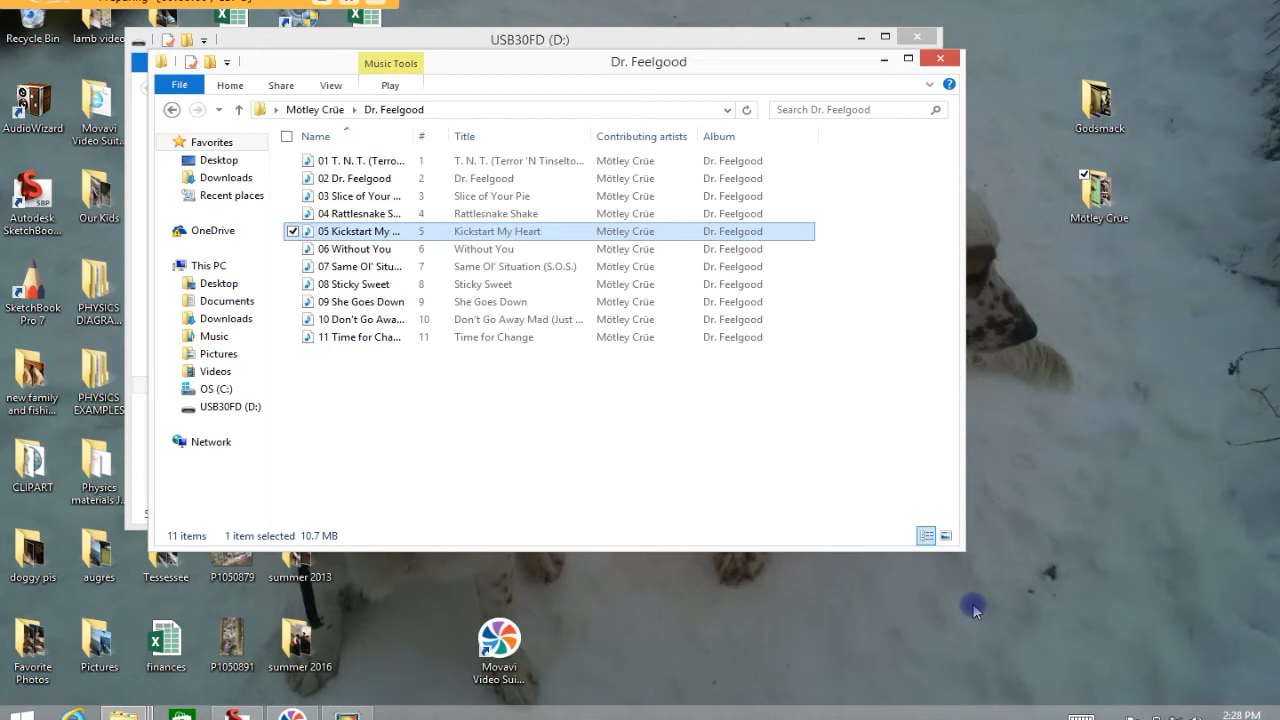 Recycle Bin
lamb video
USB30FD (D:)
Music Tools
Dr. Feelgood
File
Home
Share
View
Play
Mötley Crüe
Dr. Feelgood
Search Dr. Feelgood
Name
#
Title
Contributing artists
Album
01 T. N. T. (Terro... 1 T. N. T. (Terror 'N Tinselto... Mötley Crüe Dr. Feelgood
02 Dr. Feelgood 2 Dr. Feelgood Mötley Crüe Dr. Feelgood
03 Slice of Your ... 3 Slice of Your Pie Mötley Crüe Dr. Feelgood
04 Rattlesnake S... 4 Rattlesnake Shake Mötley Crüe Dr. Feelgood
05 Kickstart My ... 5 Kickstart My Heart Mötley Crüe Dr. Feelgood
06 Without You 6 Without You Mötley Crüe Dr. Feelgood
07 Same Ol' Situ... 7 Same Ol' Situation (S.O.S.) Mötley Crüe Dr. Feelgood
08 Sticky Sweet 8 Sticky Sweet Mötley Crüe Dr. Feelgood
09 She Goes Down 9 She Goes Down Mötley Crüe Dr. Feelgood
10 Don't Go Awa... 10 Don't Go Away Mad (Just ... Mötley Crüe Dr. Feelgood
11 Time for Cha... 11 Time for Change Mötley Crüe Dr. Feelgood
Favorites
Desktop
Downloads
Recent places
OneDrive
This PC
Desktop
Documents
Downloads
Music
Pictures
Videos
OS (C:)
USB30FD (D:)
Network
11 items 1 item selected 10.7 MB
AudioWizard
Movavi
Video Suit...
Autodesk
SketchBoo...
Our Kids
SketchBook
Pro 7
PHYSICS
DIAGRA...
new family
and fishi...
PHYSICS
EXAMPLES
CLIPART
Physics
materials J...
doggy pis
augres
Tessessee
P1050879
summer 2013
Favorite
Photos
Pictures
finances
P1050891
summer 2016
Movavi
Video Sui...
Godsmack
Mötley Crüe
2:28 PM